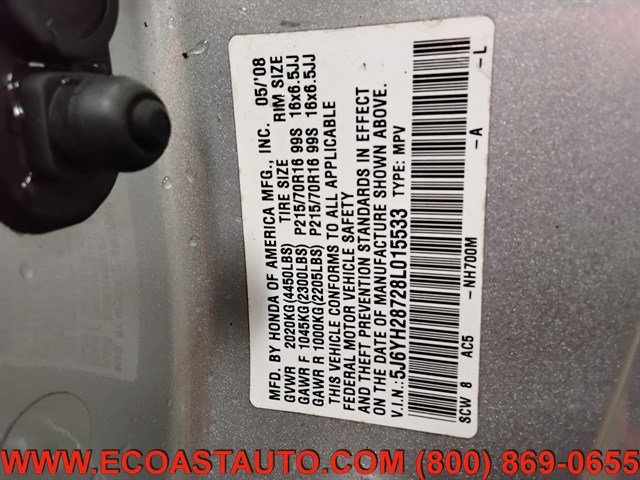 MFD. BY HONDA OF AMERICA MFG., INC. 05/'08
GVWR 2020KG(4450LBS) TIRE SIZE RIM SIZE
GAWR F 1045KG(2300LBS) P215/70R16 99S 16x6.5JJ
GAWR R 1000KG(2205LBS) P215/70R16 99S 16x6.5JJ
THIS VEHICLE CONFORMS TO ALL APPLICABLE
FEDERAL MOTOR VEHICLE SAFETY
AND THEFT PREVENTION STANDARDS IN EFFECT
ON THE DATE OF MANUFACTURE SHOWN ABOVE.
V.I.N.:5J6YH28728L015533 TYPE: MPV
SCW 8 AC5 -NH700M -A -L
WWW.ECOASTAUTO.COM (800) 869-0655